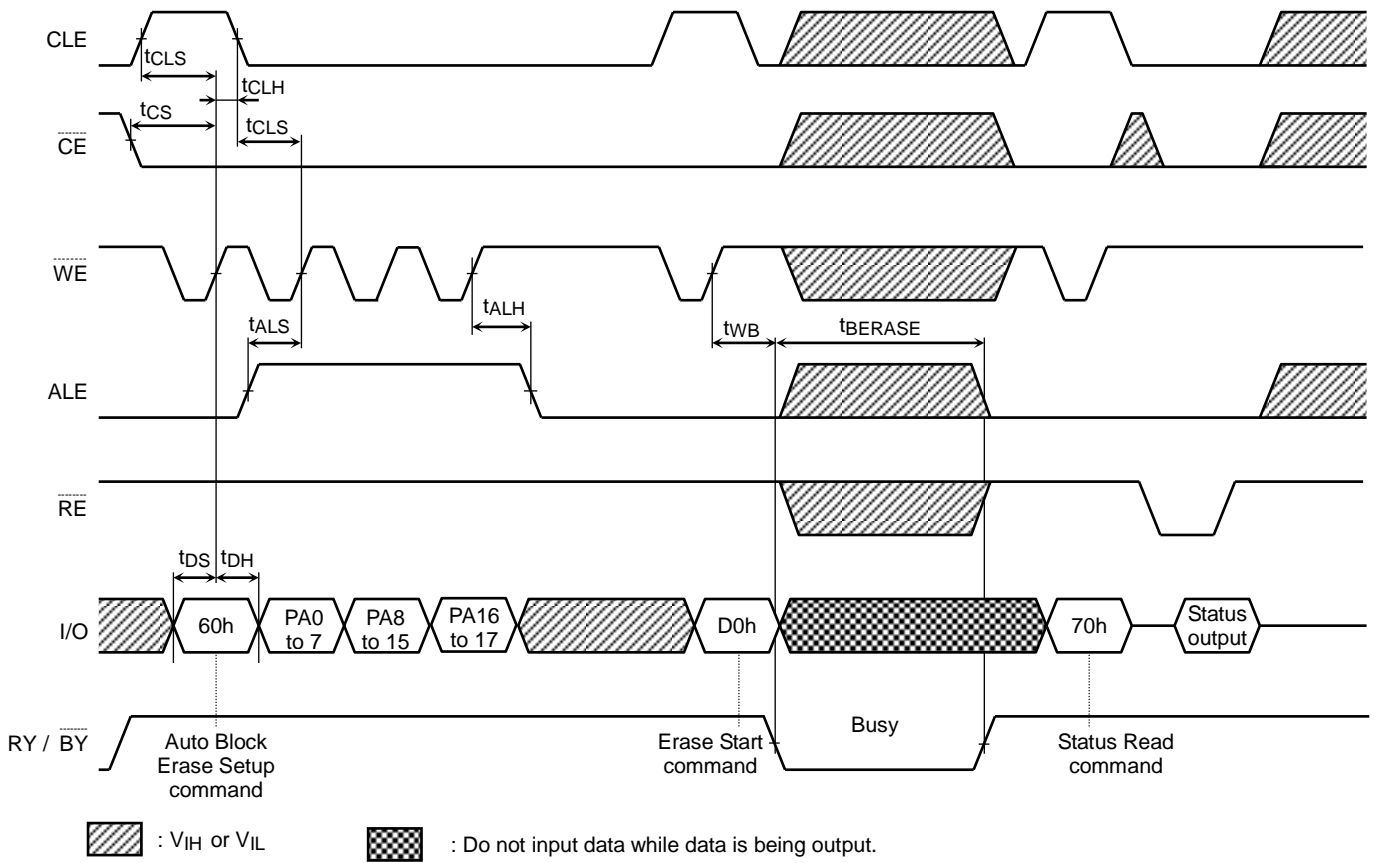 CLE
tCLS
tCLH
tCS
tCLS
CE
WE
tALS
tALH
tWB
tBERASE
ALE
RE
tDS
tDH
I/O
60h
PA0
to 7
PA8
to 15
PA16
to 17
D0h
70h
Status
output
RY / BY
Busy
Auto Block
Erase Setup
command
Erase Start
command
Status Read
command
: VIH or VIL
: Do not input data while data is being output.